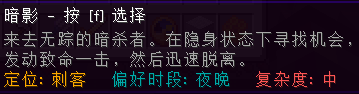 暗影 - 按 [f] 选择
来去无踪的暗杀者。在隐身状态下寻找机会，
发动致命一击，然后迅速脱离。
定位: 刺客 偏好时段: 夜晚 复杂度: 中